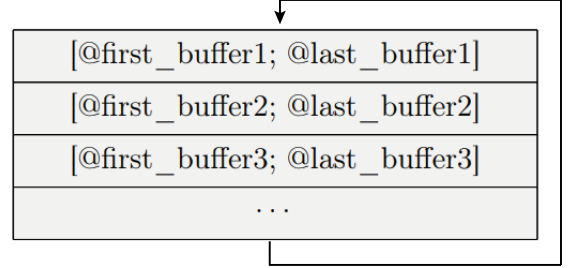 [@first_buffer1; @last_buffer1]
[@first_buffer2; @last_buffer2]
[@first_buffer3; @last_buffer3]
...